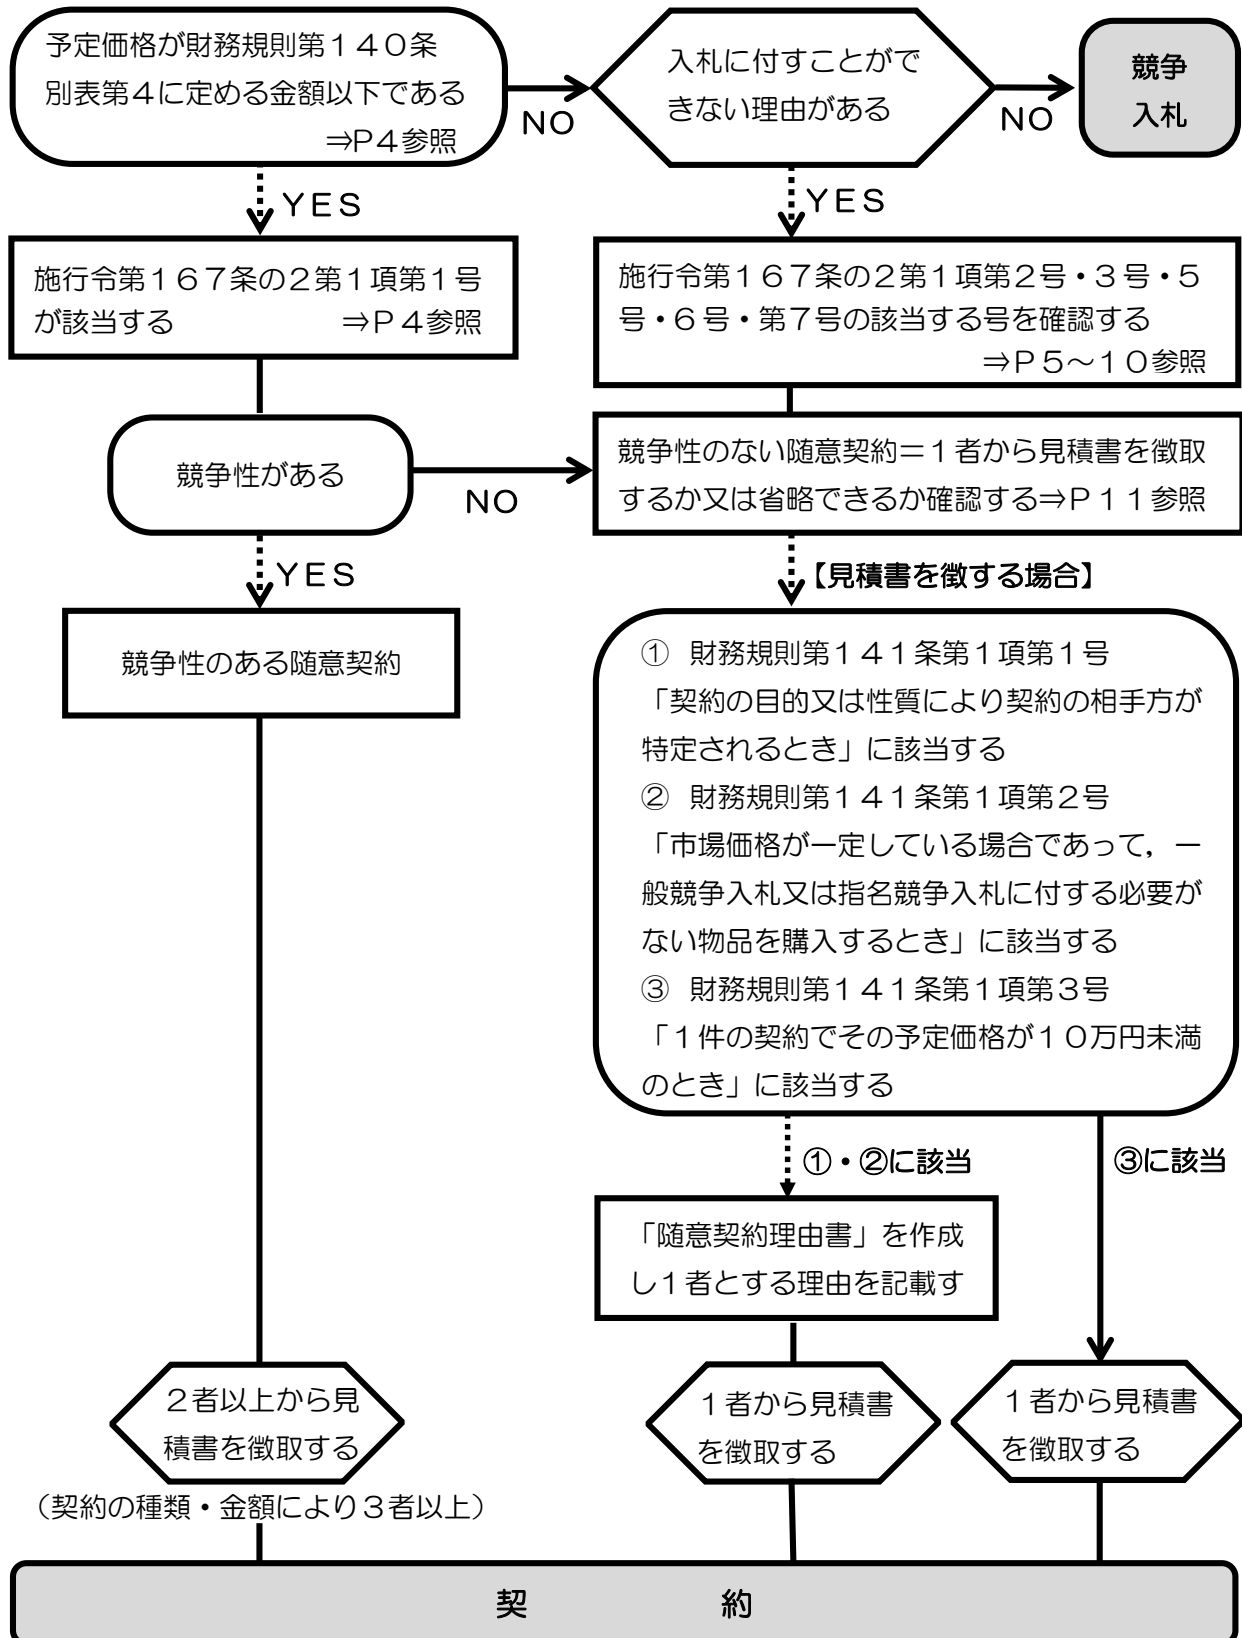 予定価格が財務規則第１４０条
別表第４に定める金額以下である
⇒P４参照
NO
入札に付すことがで
きない理由がある
NO
競争
入札
YES
YES
施行令第１６７条の２第１項第１号
が該当する　　　　　　⇒P４参照
施行令第１６７条の２第１項第２号・３号・５
号・６号・第７号の該当する号を確認する
⇒P５～１０参照
競争性がある
NO
競争性のない随意契約＝１者から見積書を徴取
するか又は省略できるか確認する⇒P１１参照
YES
【見積書を徴する場合】
競争性のある随意契約
①　財務規則第１４１条第１項第１号
「契約の目的又は性質により契約の相手方が
特定されるとき」に該当する
②　財務規則第１４１条第１項第２号
「市場価格が一定している場合であって，一
般競争入札又は指名競争入札に付する必要が
ない物品を購入するとき」に該当する
③　財務規則第１４１条第１項第３号
「１件の契約でその予定価格が１０万円未満
のとき」に該当する
①・②に該当
③に該当
「随意契約理由書」を作成
し１者とする理由を記載す
２者以上から見
積書を徴取する
（契約の種類・金額により３者以上）
１者から見積書
を徴取する
１者から見積書
を徴取する
契　　　　約